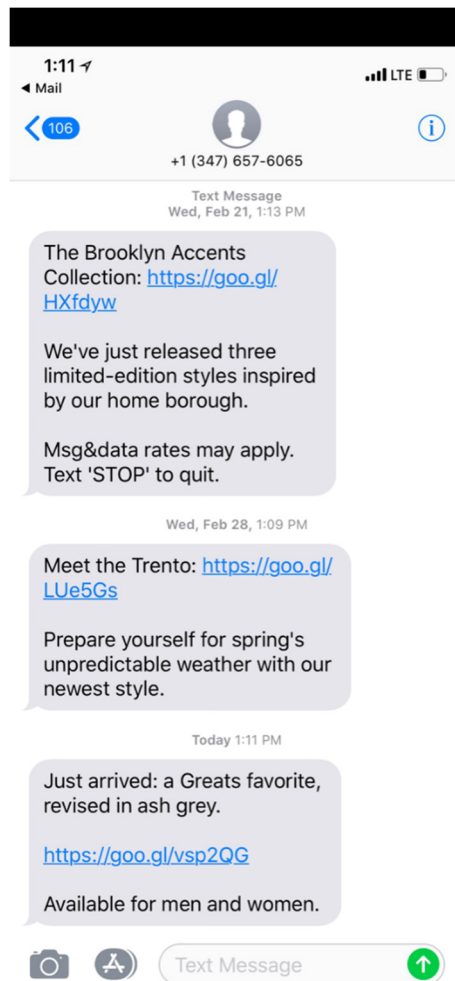 1:11
LTE
Mail
106
+1 (347) 657-6065
Text Message
Wed, Feb 21, 1:13 PM
The Brooklyn Accents
Collection: https://goo.gl/
HXfdyw
We've just released three
limited-edition styles inspired
by our home borough.
Msg&data rates may apply.
Text 'STOP' to quit.
Wed, Feb 28, 1:09 PM
Meet the Trento: https://goo.gl/
LUe5Gs
Prepare yourself for spring's
unpredictable weather with our
newest style.
Today 1:11 PM
Just arrived: a Greats favorite,
revised in ash grey.
https://goo.gl/vsp2QG
Available for men and women.
Text Message